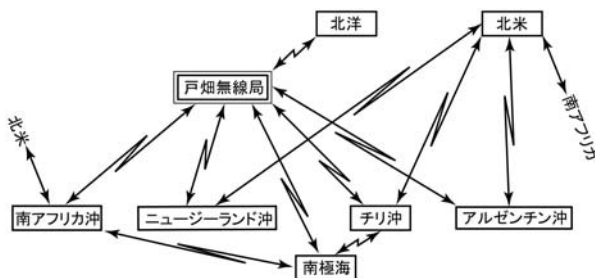 北洋
北米
戸畑無線局
北米
南アフリカ
南アフリカ沖
ニュージーランド沖
チリ沖
アルゼンチン沖
南極海